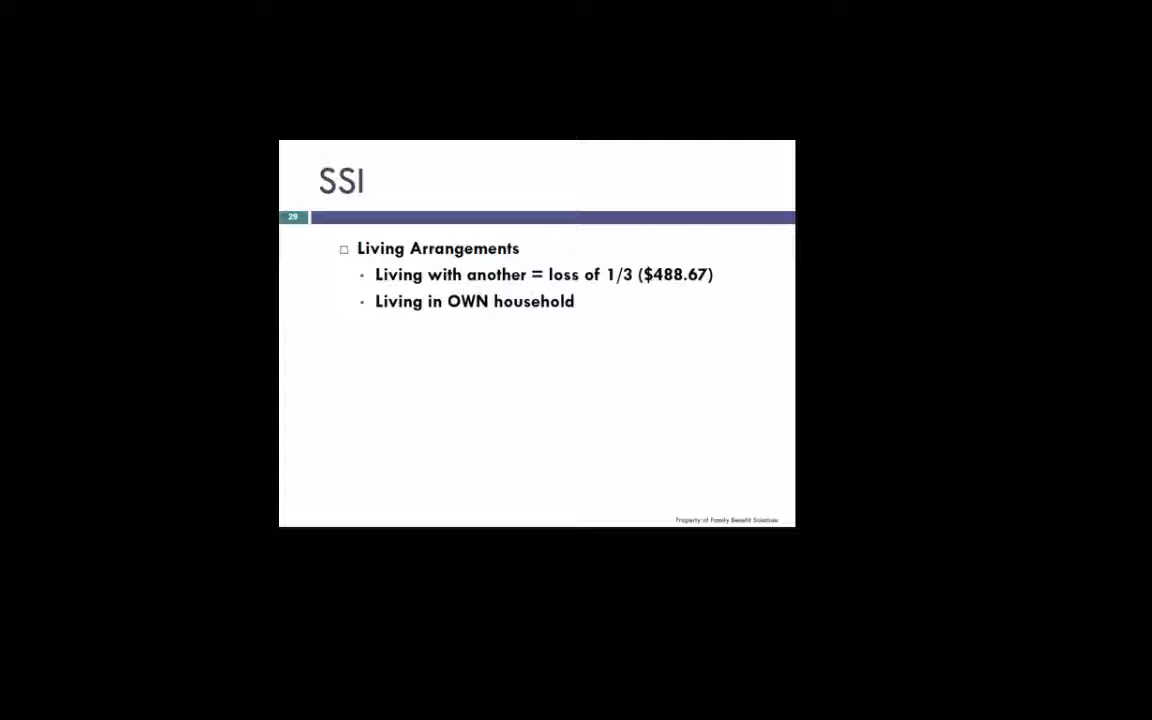 SSI
29
Living Arrangements
Living with another = loss of 1/3 ($488.67)
Living in OWN household
Property of Family Benefit Solutions